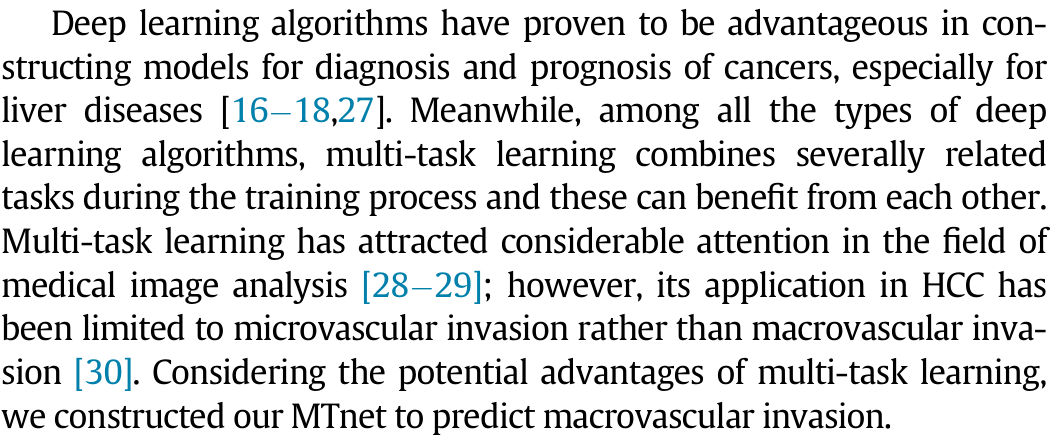 Deep learning algorithms have proven to be advantageous in con-
structing models for diagnosis and prognosis of cancers, especially for
liver diseases [16–18,27]. Meanwhile, among all the types of deep
learning algorithms, multi-task learning combines severally related
tasks during the training process and these can benefit from each other.
Multi-task learning has attracted considerable attention in the field of
medical image analysis [28–29]; however, its application in HCC has
been limited to microvascular invasion rather than macrovascular inva-
sion [30]. Considering the potential advantages of multi-task learning,
we constructed our MTnet to predict macrovascular invasion.